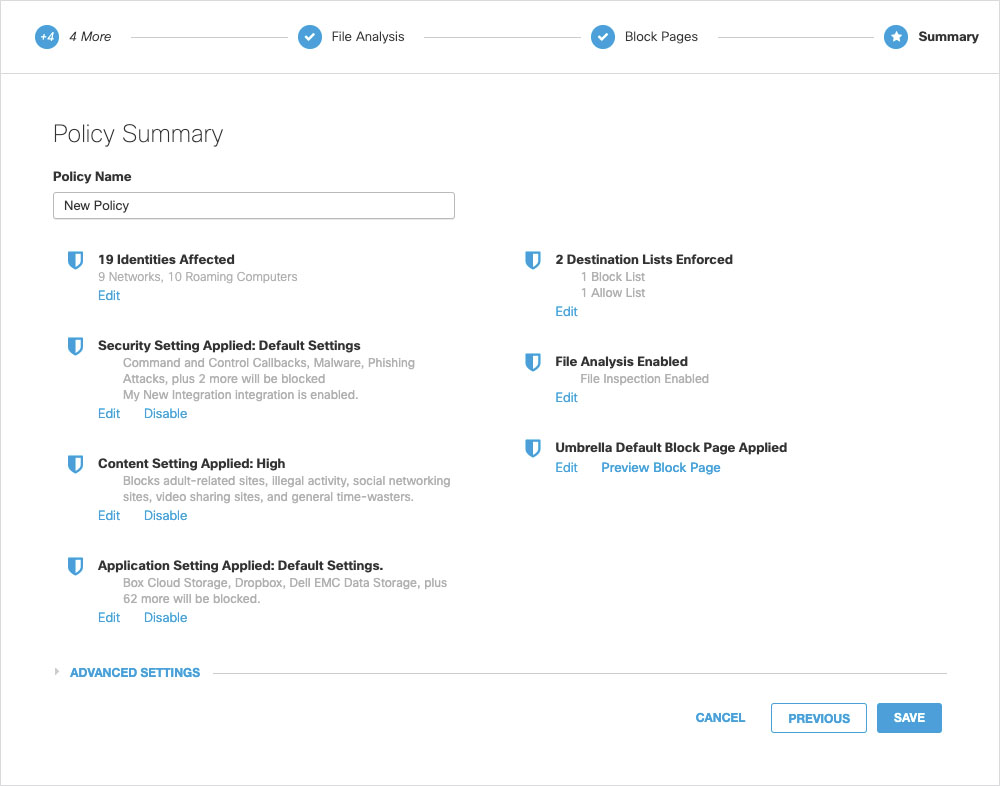 +4 4 More File Analysis Block Pages Summary
Policy Summary
Policy Name
New Policy
19 Identities Affected
9 Networks, 10 Roaming Computers
Edit
Security Setting Applied: Default Settings
Command and Control Callbacks, Malware, Phishing
Attacks, plus 2 more will be blocked
My New Integration integration is enabled.
Edit Disable
Content Setting Applied: High
Blocks adult-related sites, illegal activity, social networking
sites, video sharing sites, and general time-wasters.
Edit Disable
Application Setting Applied: Default Settings.
Box Cloud Storage, Dropbox, Dell EMC Data Storage, plus
62 more will be blocked.
Edit Disable
2 Destination Lists Enforced
1 Block List
1 Allow List
Edit
File Analysis Enabled
File Inspection Enabled
Edit
Umbrella Default Block Page Applied
Edit Preview Block Page
ADVANCED SETTINGS
CANCEL PREVIOUS SAVE